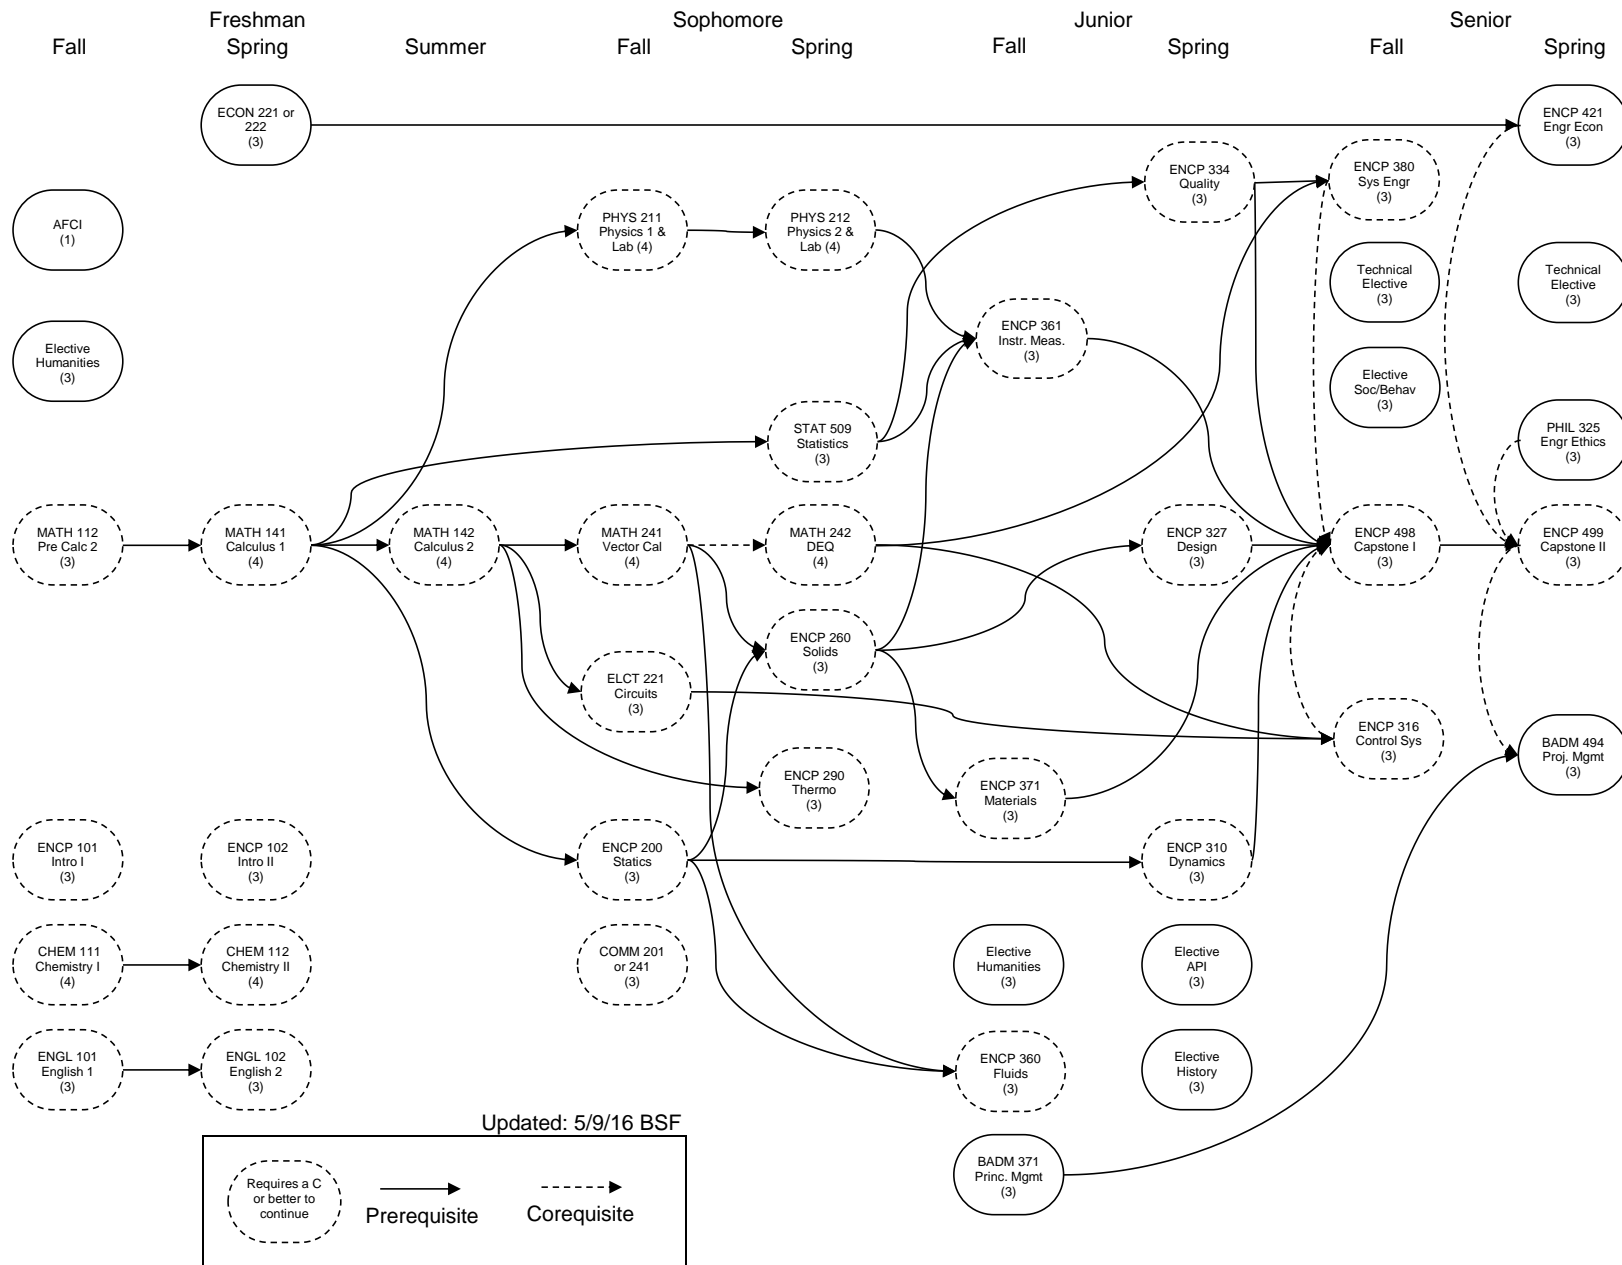 Freshman
Sophomore
Junior
Senior
Fall
Spring
Summer
Fall
Spring
Fall
Spring
Fall
Spring
ECON 221 or
222
(3)
ENCP 421
Engr Econ
(3)
ENCP 334
Quality
(3)
ENCP 380
Sys Engr
(3)
AFCI
(1)
PHYS 211
Physics 1 &
Lab (4)
PHYS 212
Physics 2 &
Lab (4)
Technical
Elective
(3)
Technical
Elective
(3)
Elective
Humanities
(3)
ENCP 361
Instr. Meas.
(3)
Elective
Soc/Behav
(3)
STAT 509
Statistics
(3)
PHIL 325
Engr Ethics
(3)
MATH 112
Pre Calc 2
(3)
MATH 141
Calculus 1
(4)
MATH 142
Calculus 2
(4)
MATH 241
Vector Cal
(4)
MATH 242
DEQ
(4)
ENCP 327
Design
(3)
ENCP 498
Capstone I
(3)
ENCP 499
Capstone II
(3)
ENCP 260
Solids
(3)
ELCT 221
Circuits
(3)
ENCP 316
Control Sys
(3)
BADM 494
Proj. Mgmt
(3)
ENCP 290
Thermo
(3)
ENCP 371
Materials
(3)
ENCP 101
Intro I
(3)
ENCP 102
Intro II
(3)
ENCP 200
Statics
(3)
ENCP 310
Dynamics
(3)
CHEM 111
Chemistry I
(4)
CHEM 112
Chemistry II
(4)
COMM 201
or 241
(3)
Elective
Humanities
(3)
Elective
API
(3)
ENGL 101
English 1
(3)
ENGL 102
English 2
(3)
ENCP 360
Fluids
(3)
Elective
History
(3)
Updated: 5/9/16 BSF
BADM 371
Princ. Mgmt
(3)
Requires a C
or better to
continue
Prerequisite
Corequisite